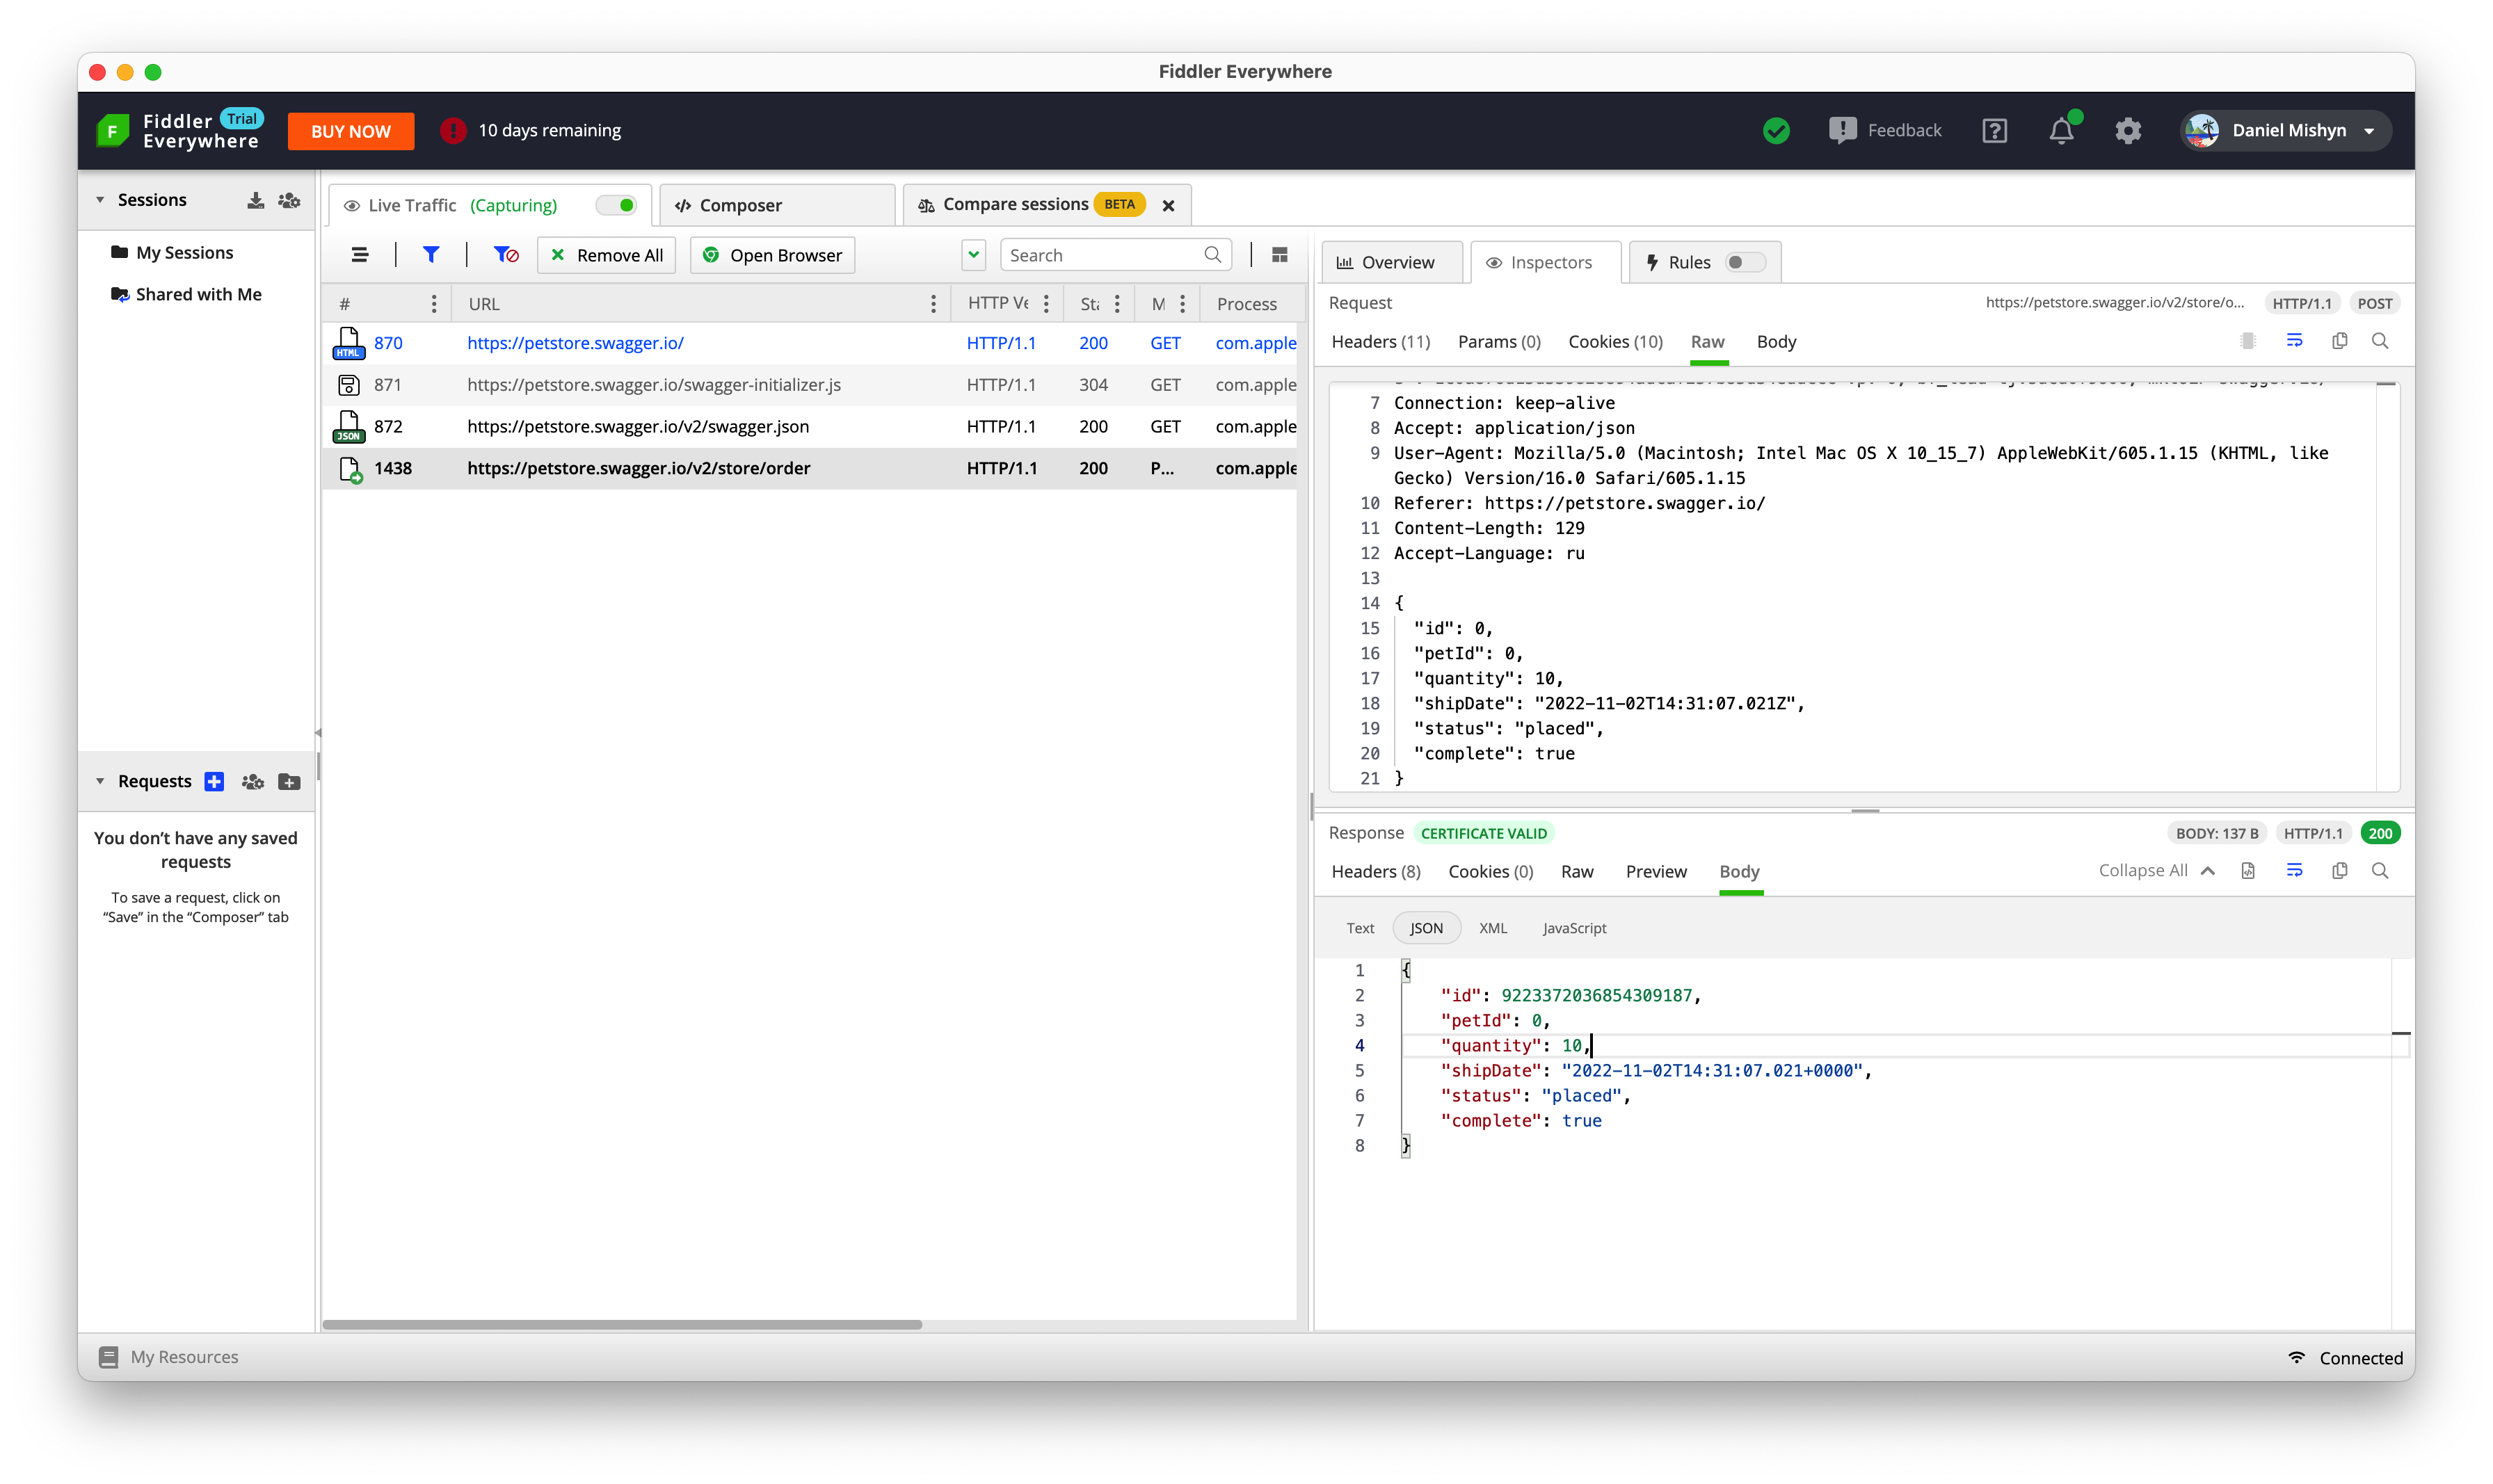 Fiddler Everywhere
Fiddler Trial
Everywhere
BUY NOW
10 days remaining
Feedback
Daniel Mishyn
Sessions
My Sessions
Shared with Me
Requests
You don’t have any saved
requests
To save a request, click on
“Save” in the “Composer” tab
Live Traffic (Capturing)
Composer
Compare sessions BETA
Remove All
Open Browser
Search
# URL HTTP Ve Sta M Process
HTML 870 https://petstore.swagger.io/ HTTP/1.1 200 GET com.apple
871 https://petstore.swagger.io/swagger-initializer.js HTTP/1.1 304 GET com.apple
JSON 872 https://petstore.swagger.io/v2/swagger.json HTTP/1.1 200 GET com.apple
1438 https://petstore.swagger.io/v2/store/order HTTP/1.1 200 P... com.apple
Overview
Inspectors
Rules
Request https://petstore.swagger.io/v2/store/o... HTTP/1.1 POST
Headers (11) Params (0) Cookies (10) Raw Body
7 Connection: keep-alive
8 Accept: application/json
9 User-Agent: Mozilla/5.0 (Macintosh; Intel Mac OS X 10_15_7) AppleWebKit/605.1.15 (KHTML, like
Gecko) Version/16.0 Safari/605.1.15
10 Referer: https://petstore.swagger.io/
11 Content-Length: 129
12 Accept-Language: ru
13
14 {
15 "id": 0,
16 "petId": 0,
17 "quantity": 10,
18 "shipDate": "2022-11-02T14:31:07.021Z",
19 "status": "placed",
20 "complete": true
21 }
Response CERTIFICATE VALID BODY: 137 B HTTP/1.1 200
Headers (8) Cookies (0) Raw Preview Body Collapse All
Text JSON XML JavaScript
1 {
2 "id": 9223372036854309187,
3 "petId": 0,
4 "quantity": 10,
5 "shipDate": "2022-11-02T14:31:07.021+0000",
6 "status": "placed",
7 "complete": true
8 }
My Resources
Connected